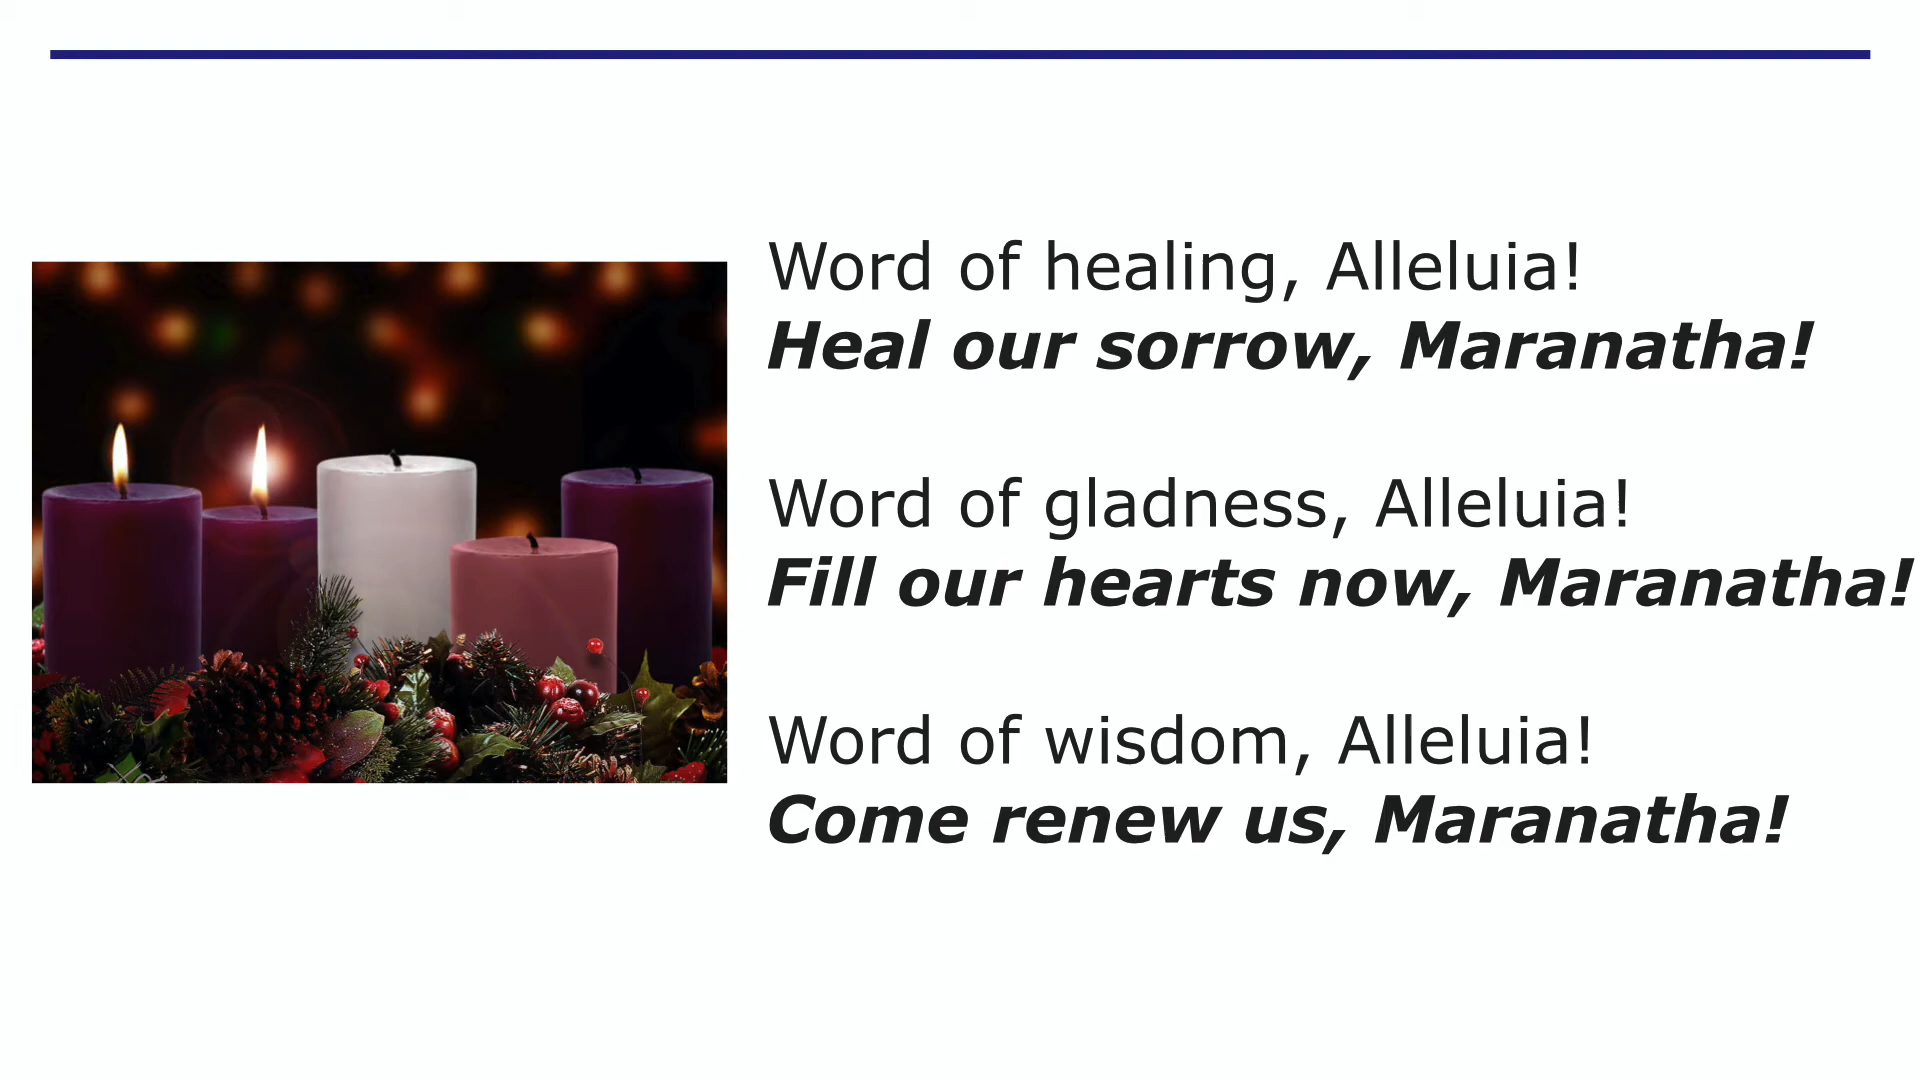 Word of healing, Alleluia!
Heal our sorrow, Maranatha!
Word of gladness, Alleluia!
Fill our hearts now, Maranatha!
Word of wisdom, Alleluia!
Come renew us, Maranatha!